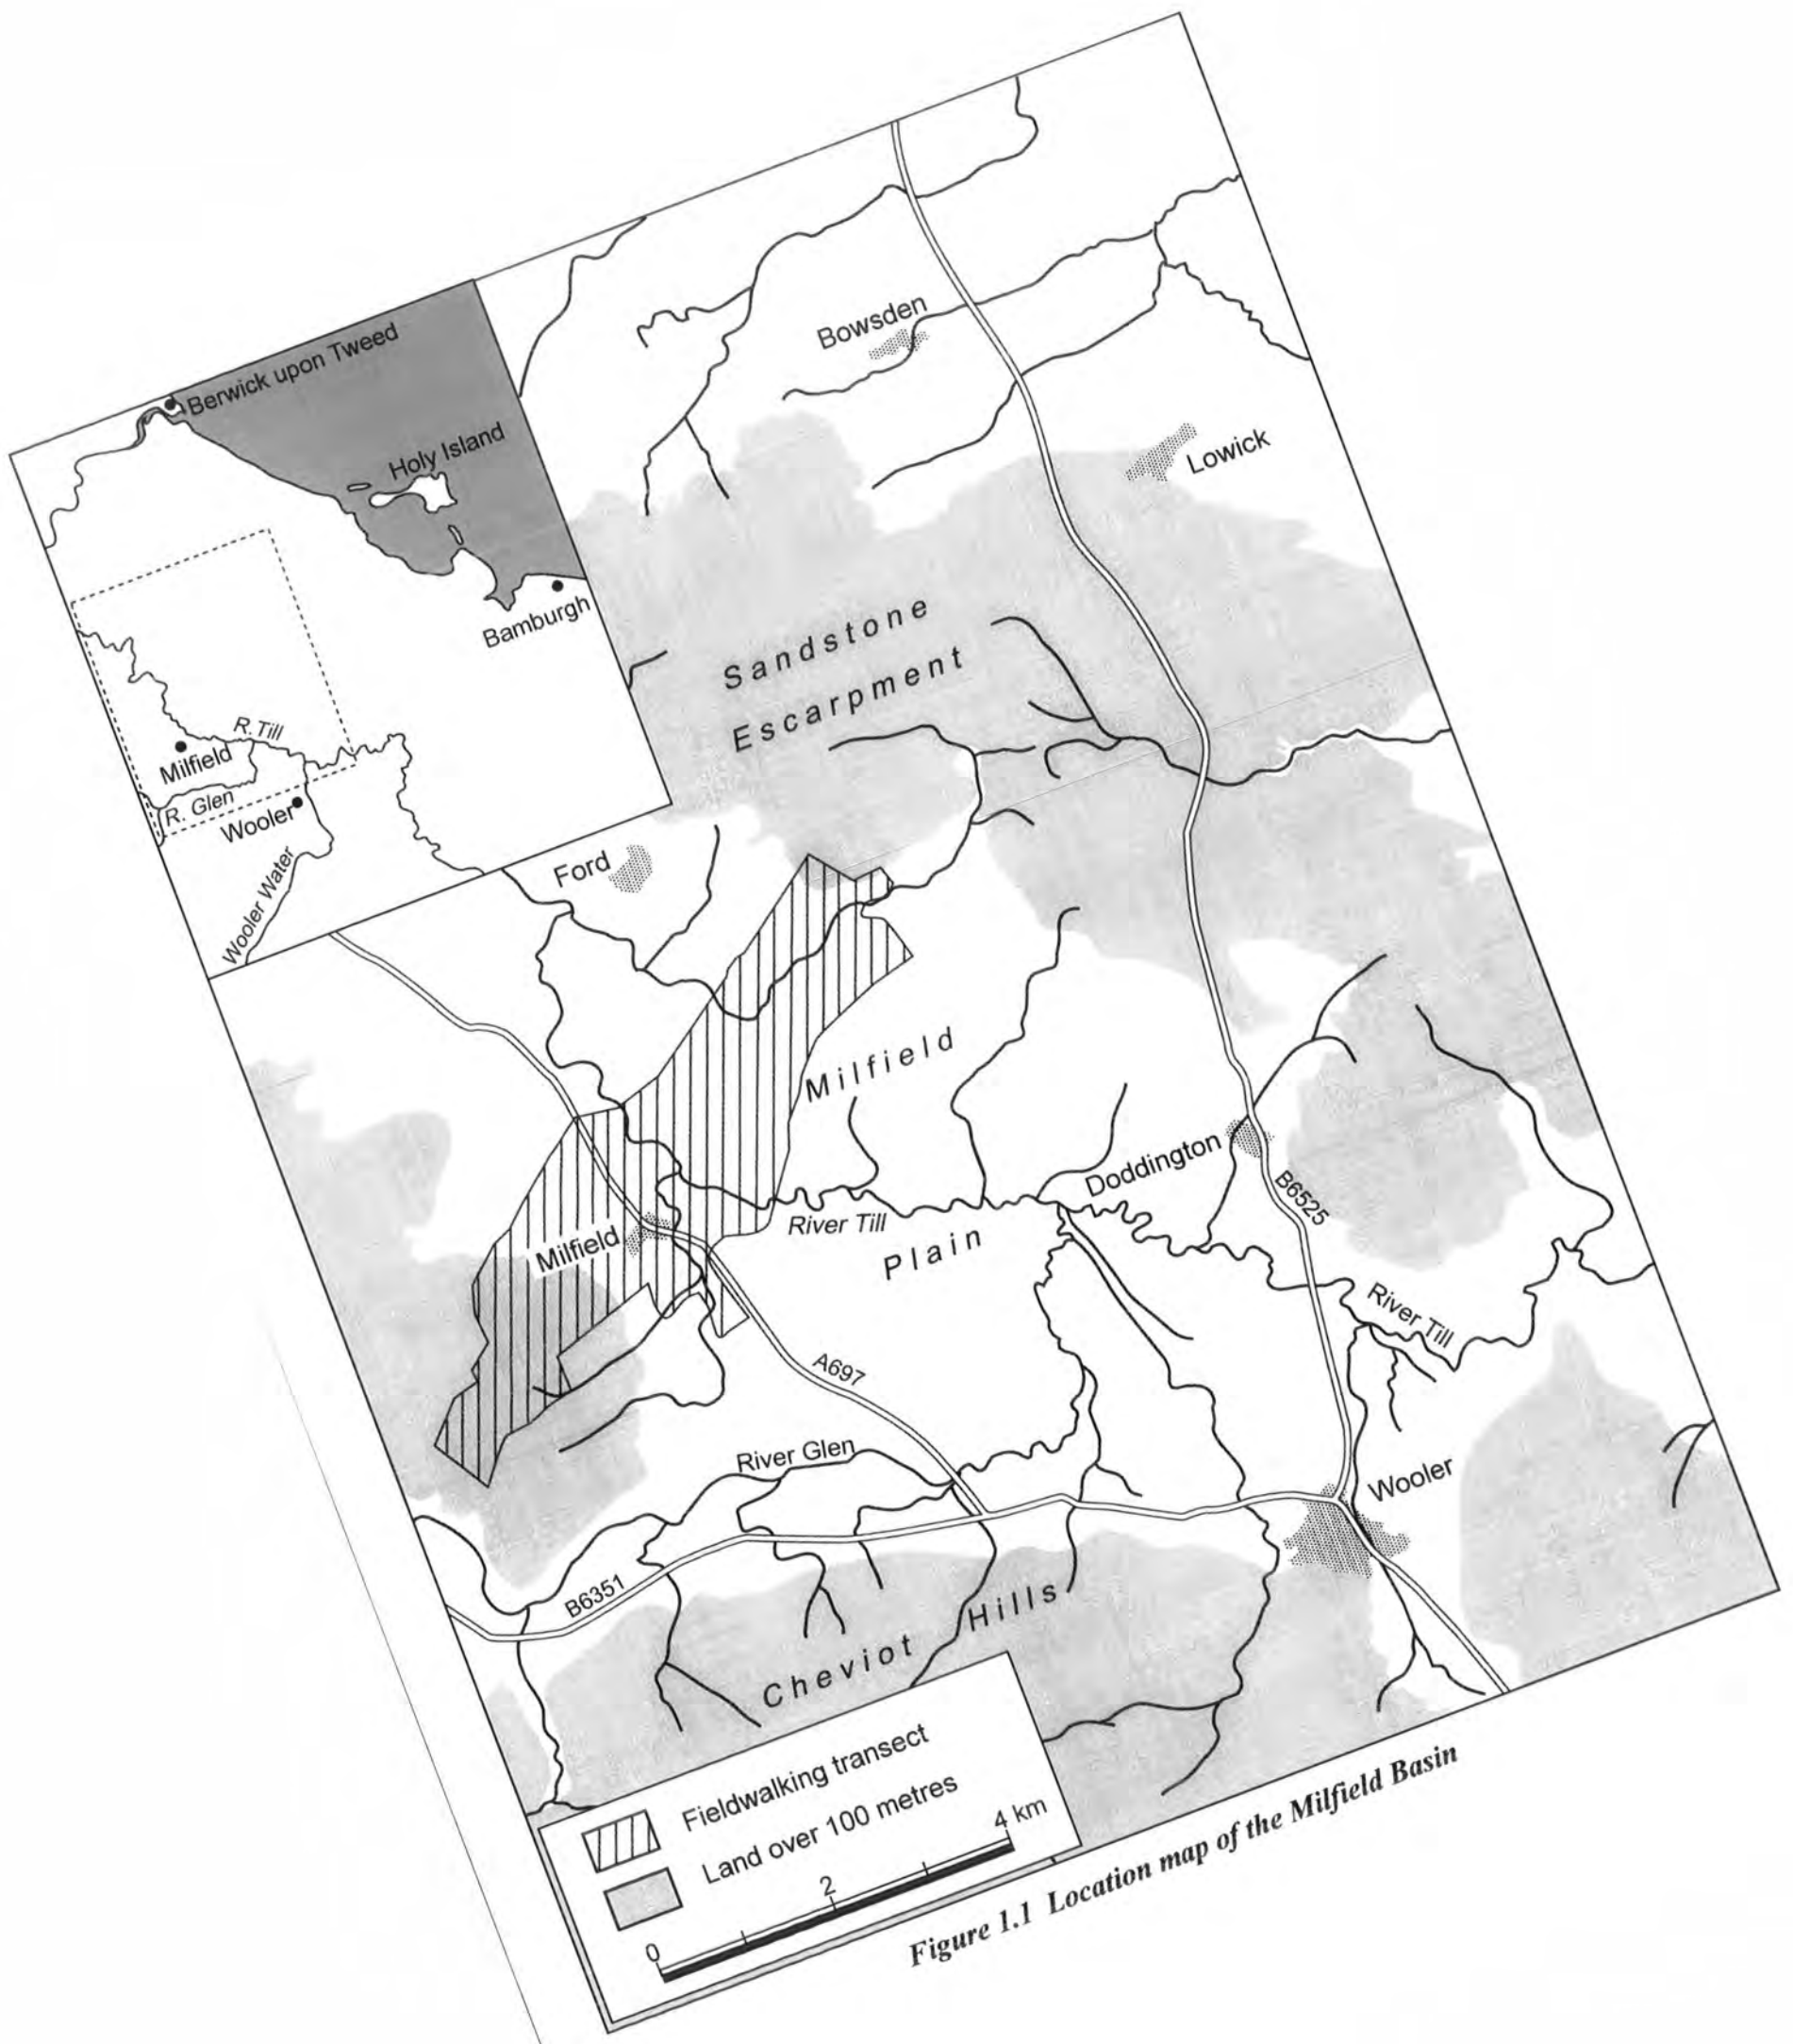 Bowsden
Lowick
Berwick upon Tweed
Holy Island
Bamburgh
R. Till
Milfield
R. Glen
Wooler
Wooler Water
Sandstone
Escarpment
Ford
Milfield
Plain
Doddington
B6525
River Till
Milfield
River Till
A697
River Glen
Wooler
B6351
Cheviot Hills
Fieldwalking transect
Land over 100 metres
0 2 4 km
Figure 1.1 Location map of the Milfield Basin